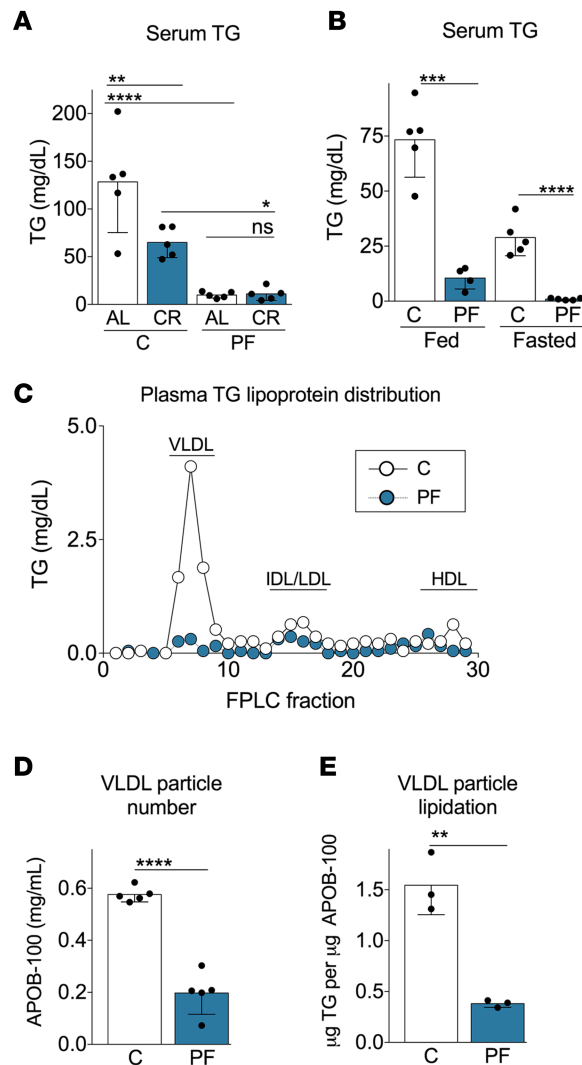 A
Serum TG
TG (mg/dL)
200
150
100
50
0
**
****
*
ns
AL CR AL CR
C PF
B
Serum TG
TG (mg/dL)
75
50
25
0
***
****
C PF C PF
Fed Fasted
C
Plasma TG lipoprotein distribution
TG (mg/dL)
5.0
2.5
0.0
VLDL
IDL/LDL
HDL
C
PF
0 10 20 30
FPLC fraction
D
VLDL particle
number
APOB-100 (mg/mL)
0.6
0.4
0.2
0.0
****
C PF
E
VLDL particle
lipidation
µg TG per µg APOB-100
1.5
1.0
0.5
0.0
**
C PF